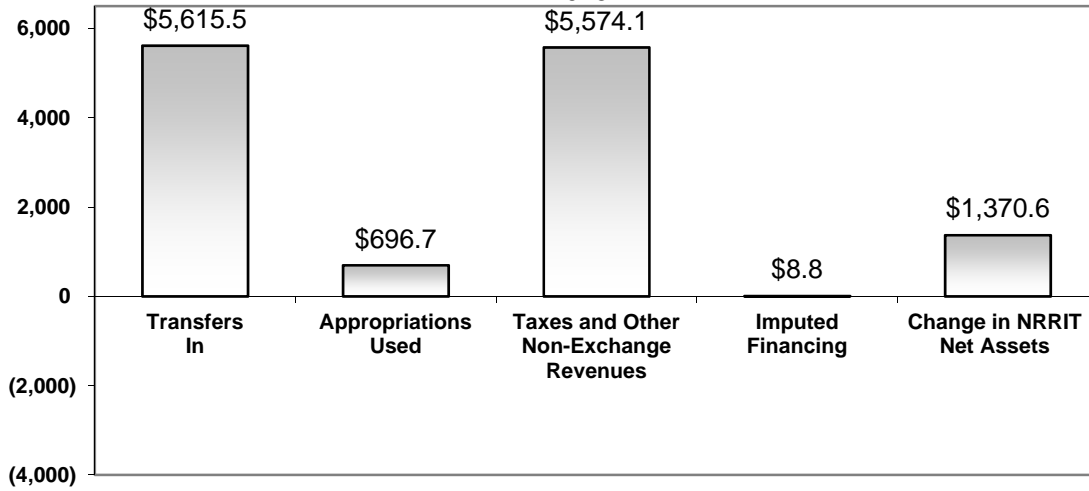 6,000
4,000
2,000
0
(2,000)
(4,000)
$5,615.5
$696.7
$5,574.1
$8.8
$1,370.6
Transfers
In
Appropriations
Used
Taxes and Other
Non-Exchange
Revenues
Imputed
Financing
Change in NRRIT
Net Assets